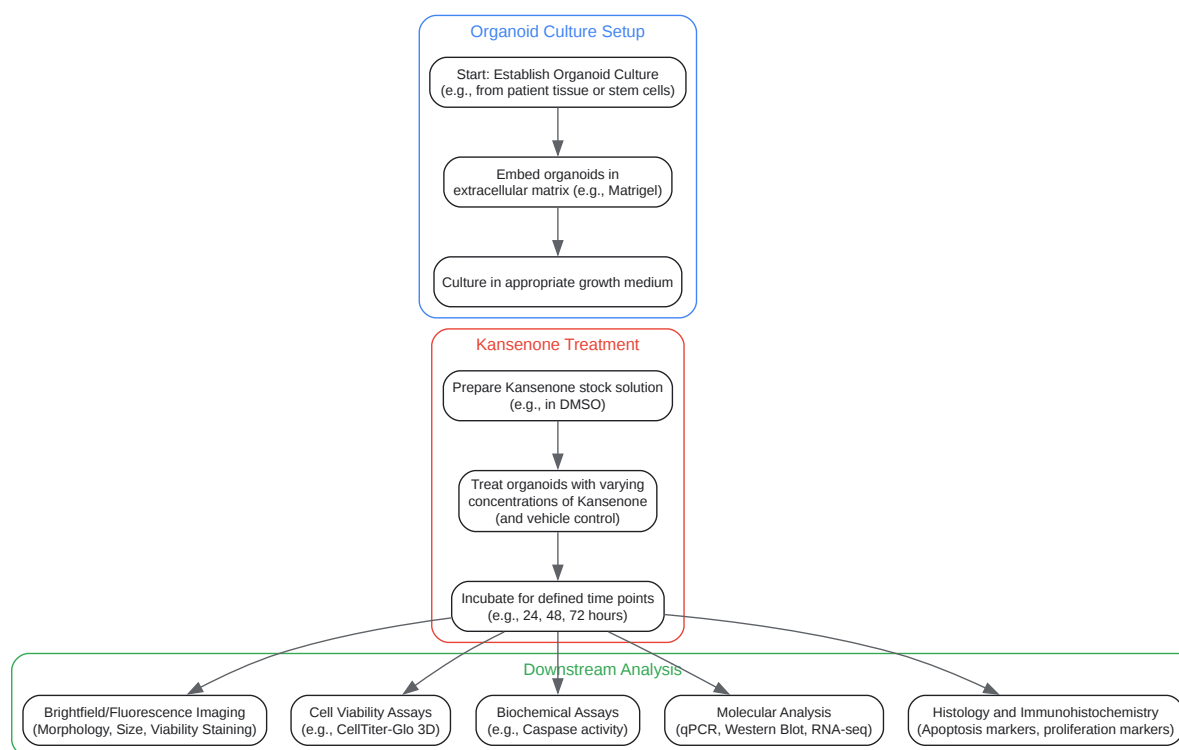 Organoid Culture Setup
Start: Establish Organoid Culture
(e.g., from patient tissue or stem cells)
Embed organoids in
extracellular matrix (e.g., Matrigel)
Culture in appropriate growth medium
Kansenone Treatment
Prepare Kansenone stock solution
(e.g., in DMSO)
Treat organoids with varying
concentrations of Kansenone
(and vehicle control)
Incubate for defined time points
(e.g., 24, 48, 72 hours)
Downstream Analysis
Brightfield/Fluorescence Imaging
(Morphology, Size, Viability Staining)
Cell Viability Assays
(e.g., CellTiter-Glo 3D)
Biochemical Assays
(e.g., Caspase activity)
Molecular Analysis
(qPCR, Western Blot, RNA-seq)
Histology and Immunohistochemistry
(Apoptosis markers, proliferation markers)